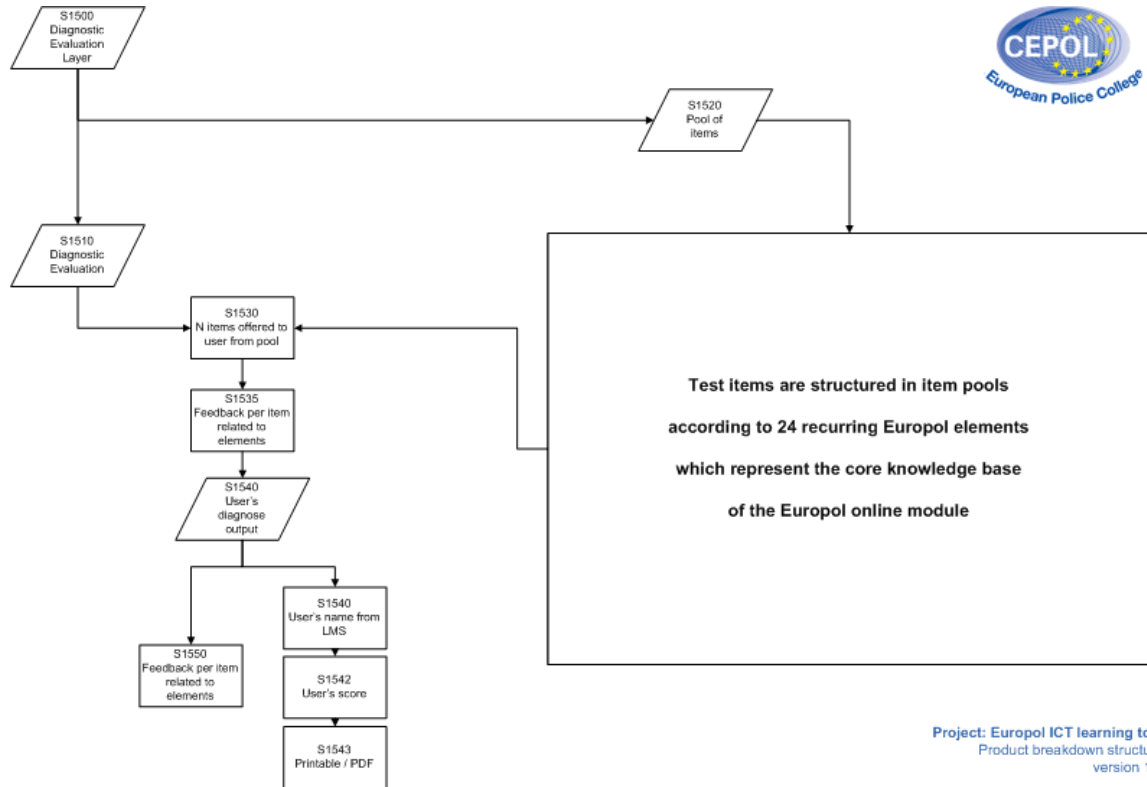 S1500
Diagnostic
Evaluation
Layer
CEPOL
European Police College
S1520
Pool of
items
S1510
Diagnostic
Evaluation
S1530
N items offered to
user from pool
S1535
Feedback per item
related to
elements
S1540
User's
diagnose
output
Test items are structured in item pools
according to 24 recurring Europol elements
which represent the core knowledge base
of the Europol online module
S1540
User's name from
LMS
S1550
Feedback per item
related to
elements
S1542
User's score
S1543
Printable / PDF
Project: Europol ICT learning to
Product breakdown structu
version 1